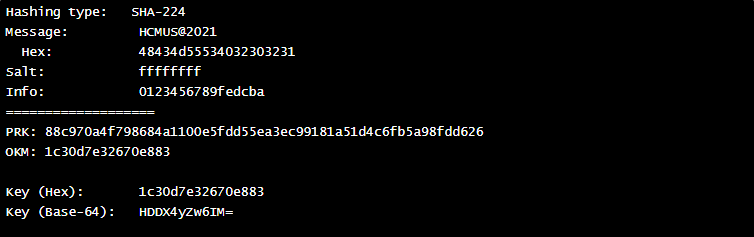 Hashing type:   SHA-224
Message:         HCMUS@2021
  Hex:           48434d55534032303231
Salt:            ffffffff
Info:            0123456789fedcba
===================
PRK: 88c970a4f798684a1100e5fdd55ea3ec99181a51d4c6fb5a98fdd626
OKM: 1c30d7e32670e883
Key (Hex):       1c30d7e32670e883
Key (Base-64):   HDDX4yZw6IM=